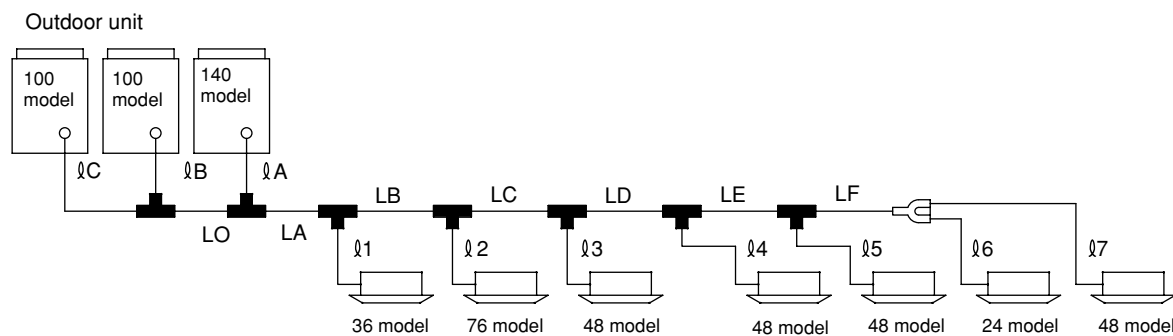 Outdoor unit
100 model
100 model
140 model
ℓC
ℓB
ℓA
LO
LA
LB
LC
LD
LE
LF
ℓ1
ℓ2
ℓ3
ℓ4
ℓ5
ℓ6
ℓ7
36 model
76 model
48 model
48 model
48 model
24 model
48 model